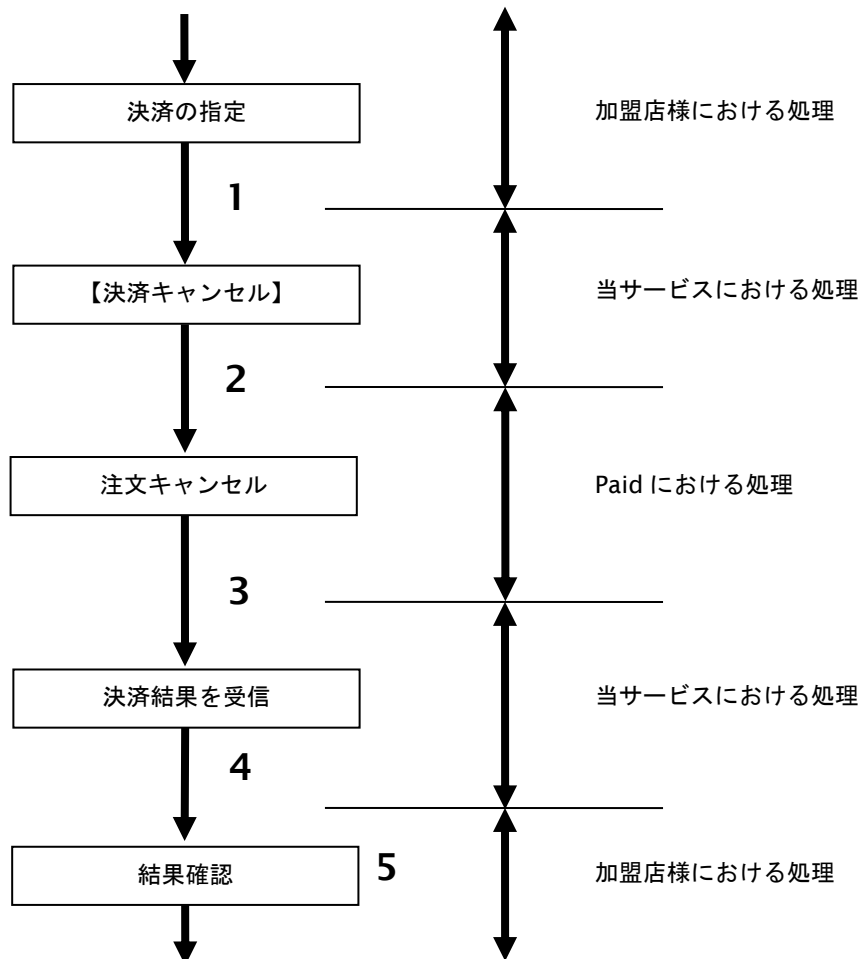 決済の指定
加盟店様における処理
1
【決済キャンセル】
当サービスにおける処理
2
注文キャンセル
Paid における処理
3
決済結果を受信
当サービスにおける処理
4
結果確認
5
加盟店様における処理